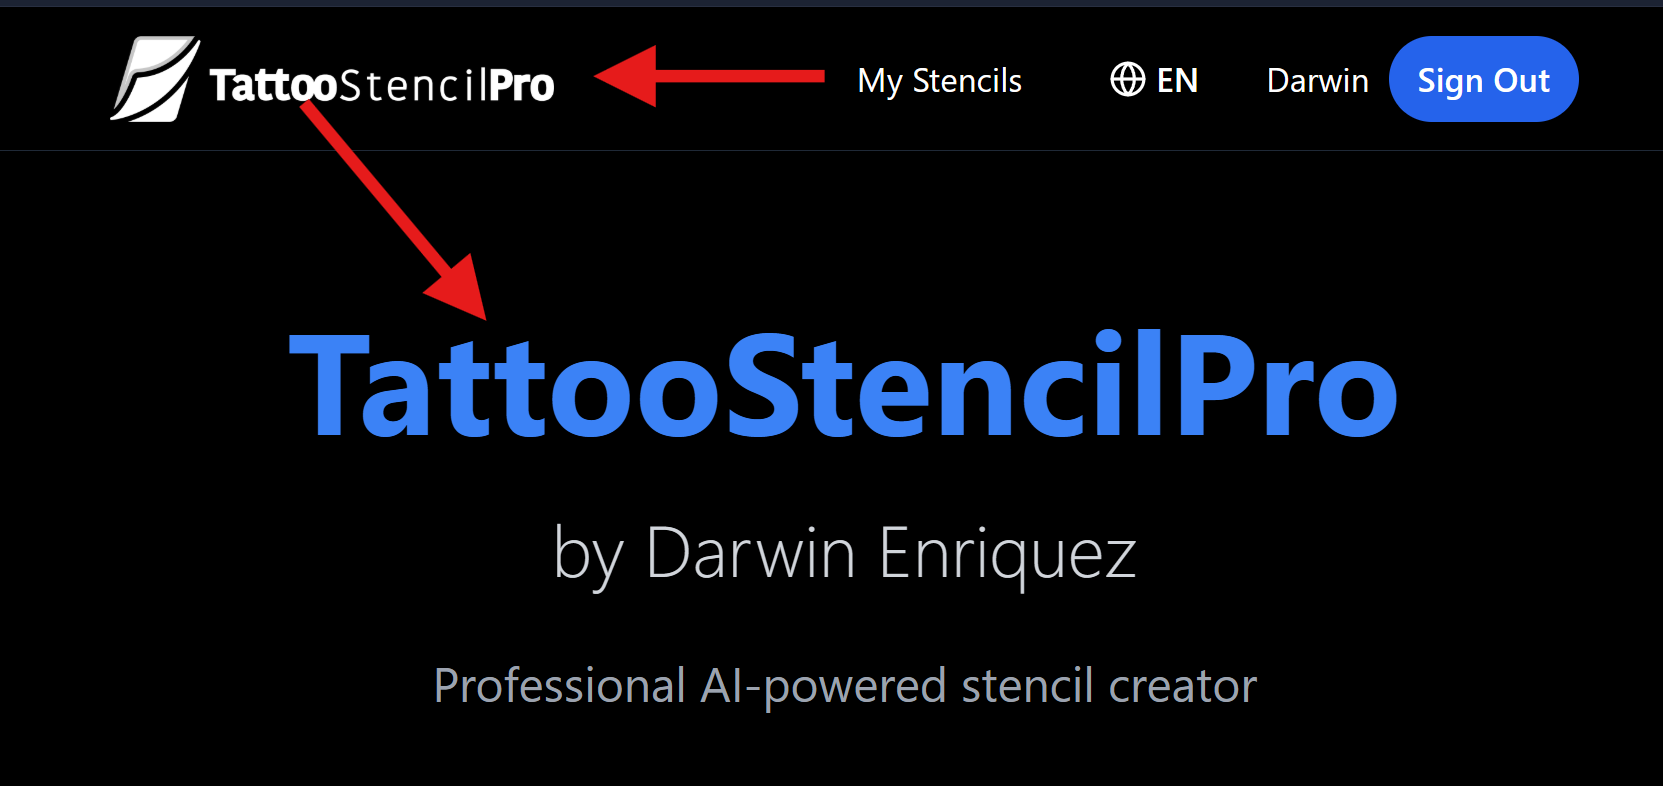 TattooStencilPro
My Stencils
EN
Darwin
Sign Out
TattooStencilPro
by Darwin Enriquez
Professional AI-powered stencil creator